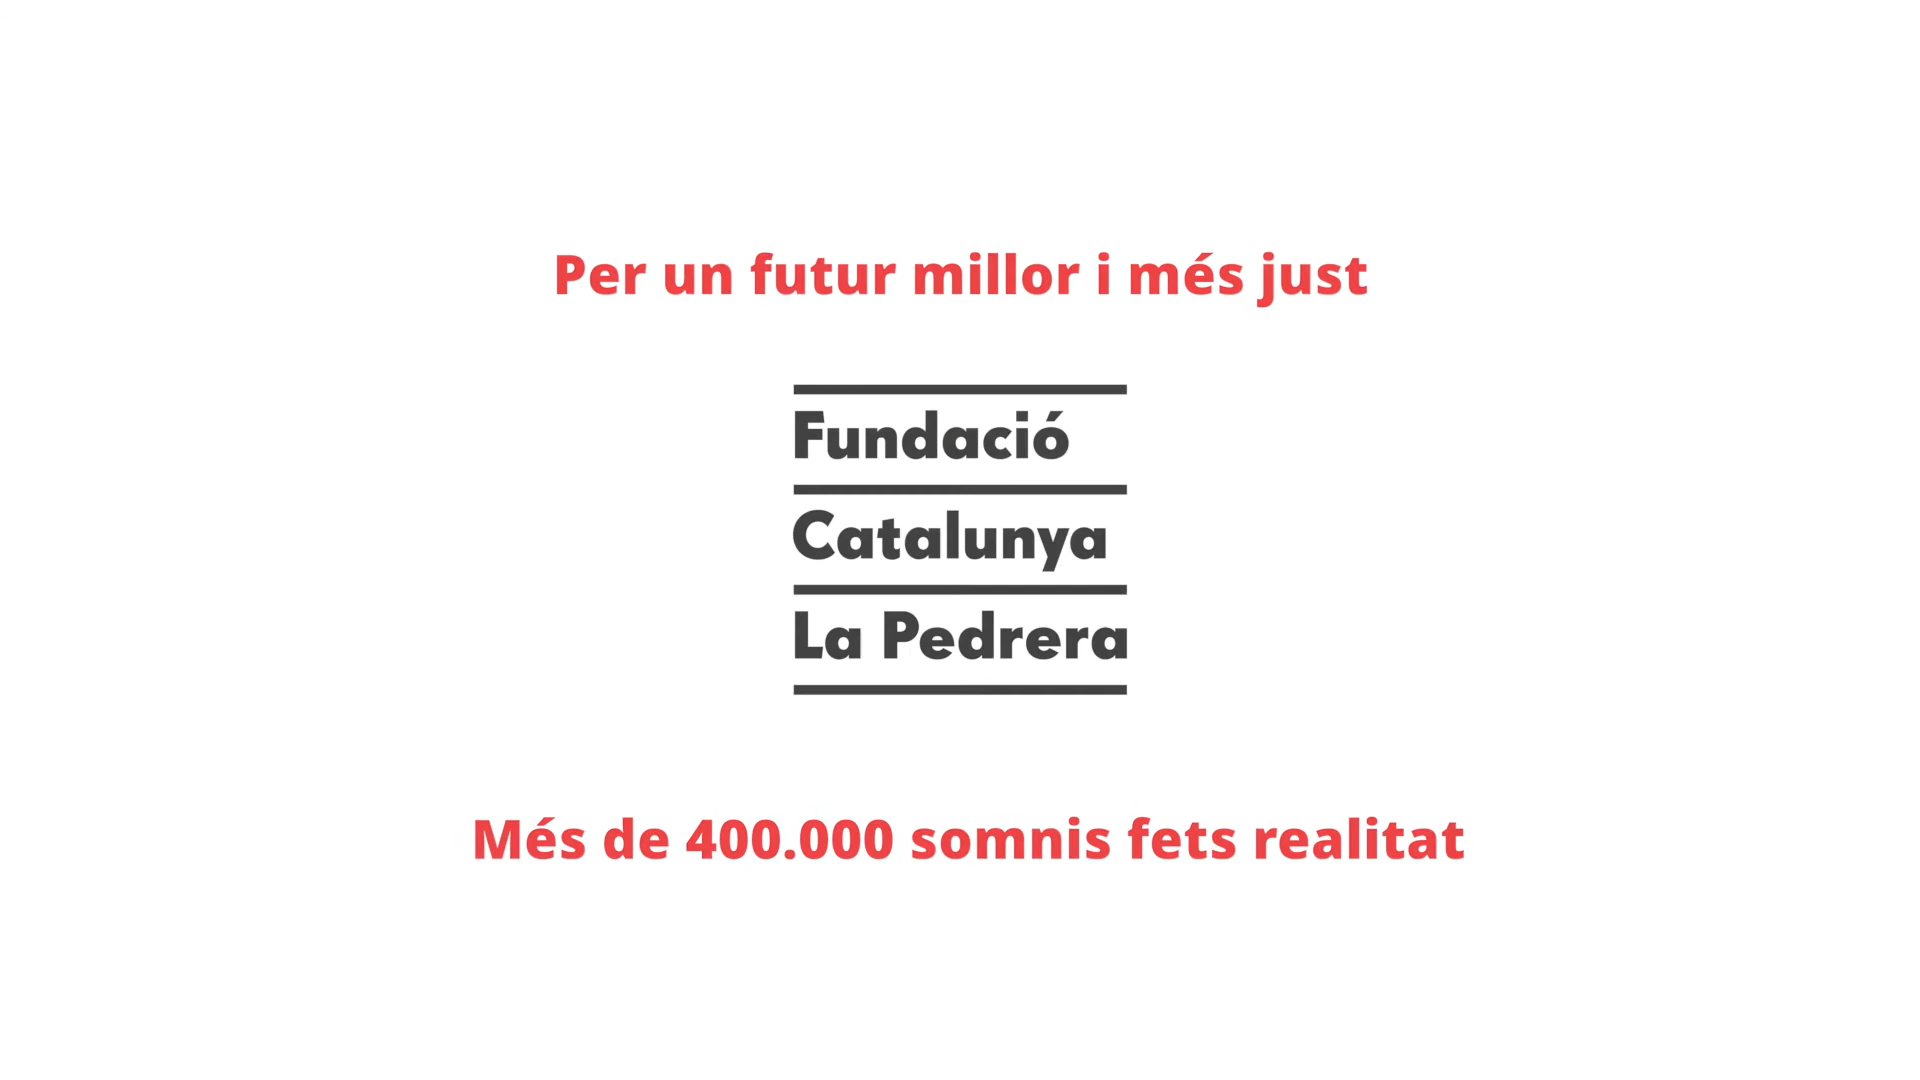 Per un futur millor i més just
Fundació
Catalunya
La Pedrera
Més de 400.000 somnis fets realitat